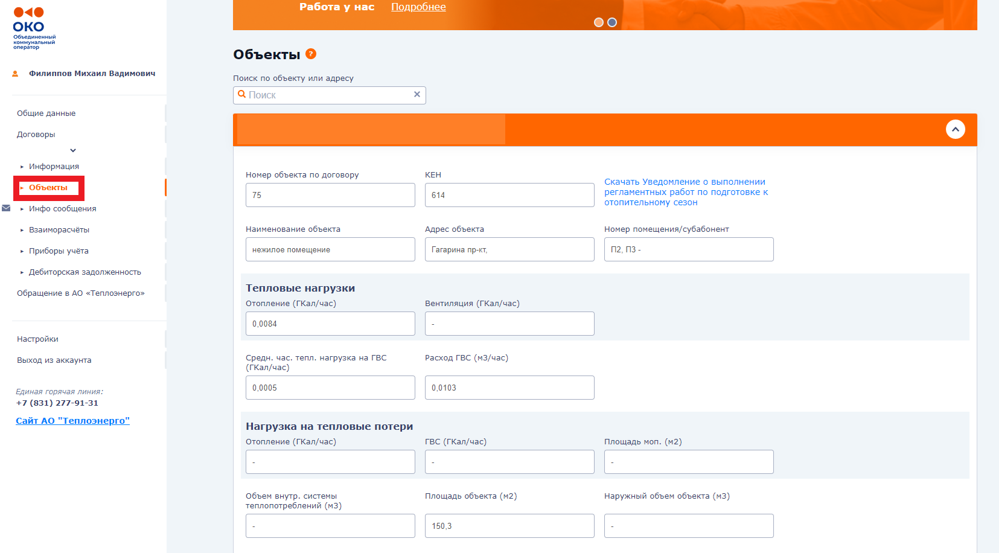 ОКО
Объединенный
коммунальный
оператор
Филиппов Михаил Вадимович
Общие данные
Договоры
Информация
Объекты
Инфо сообщения
Взаиморасчёты
Приборы учёта
Дебиторская задолженность
Обращение в АО «Теплоэнерго»
Настройки
Выход из аккаунта
Единая горячая линия:
+7 (831) 277-91-31
Сайт АО "Теплоэнерго"
Работа у нас Подробнее
Объекты ?
Поиск по объекту или адресу
Поиск
Номер объекта по договору
75
КЕН
614
Скачать Уведомление о выполнении
регламентных работ по подготовке к
отопительному сезон
Наименование объекта
нежилое помещение
Адрес объекта
Гагарина пр-кт,
Номер помещения/субабонент
П2, П3 -
Тепловые нагрузки
Отопление (ГКал/час)
0,0084
Вентиляция (ГКал/час)
-
Средн. час. тепл. нагрузка на ГВС
(ГКал/час)
0,0005
Расход ГВС (м3/час)
0,0103
Нагрузка на тепловые потери
Отопление (ГКал/час)
-
ГВС (ГКал/час)
-
Площадь моп. (м2)
-
Объем внутр. системы
теплопотреблений (м3)
-
Площадь объекта (м2)
150,3
Наружный объем объекта (м3)
-